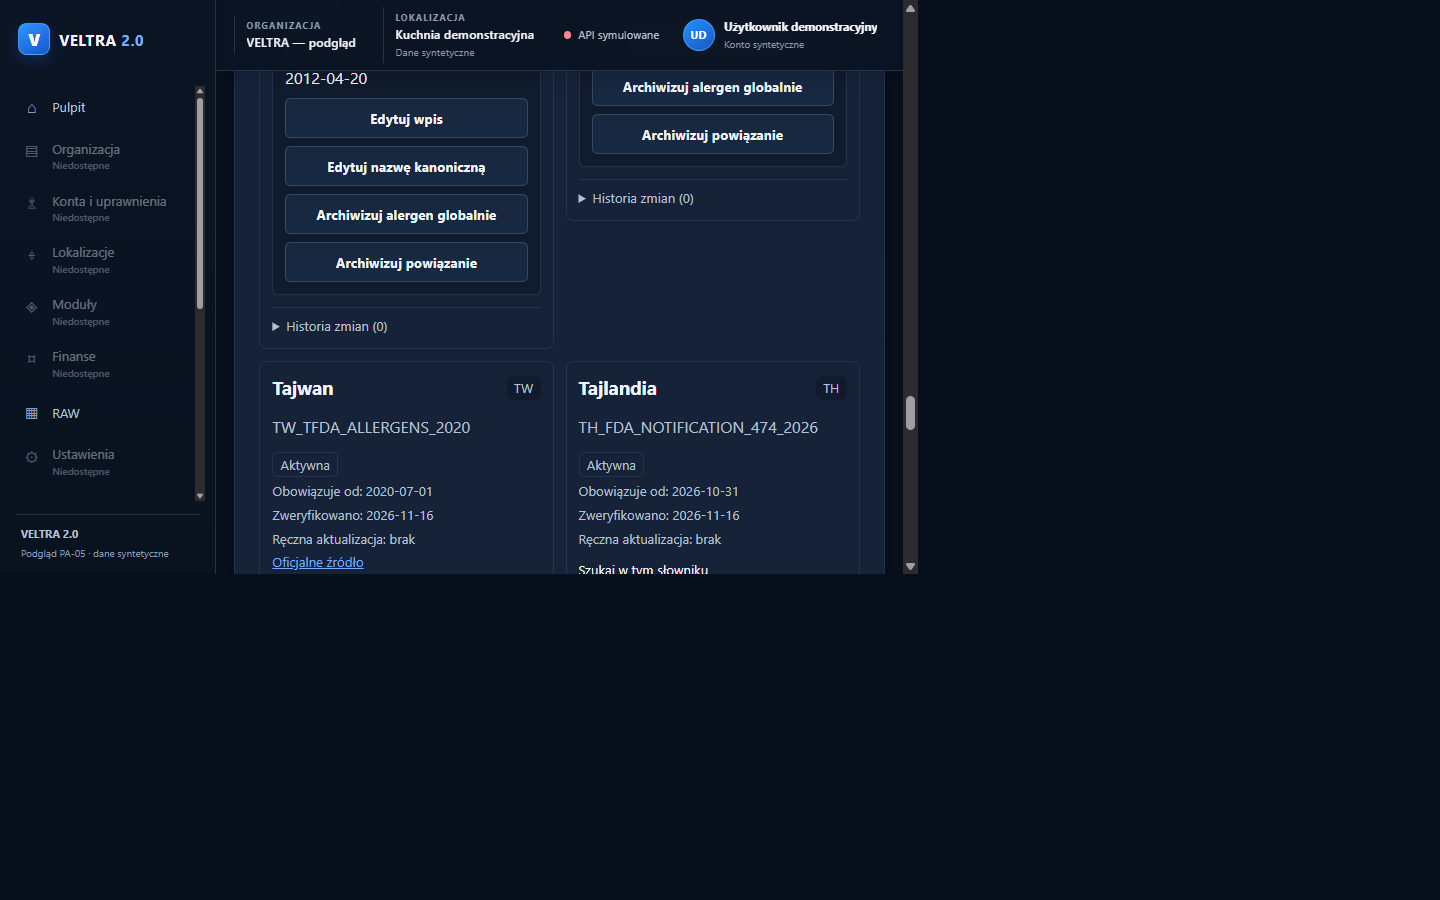 V VELTRA 2.0
ORGANIZACJA
VELTRA — podgląd
LOKALIZACJA
Kuchnia demonstracyjna
Dane syntetyczne
API symulowane
UD
Użytkownik demonstracyjny
Konto syntetyczne
Pulpit
Organizacja
Niedostępne
Konta i uprawnienia
Niedostępne
Lokalizacje
Niedostępne
Moduły
Niedostępne
Finanse
Niedostępne
RAW
Ustawienia
Niedostępne
VELTRA 2.0
Podgląd PA-05 · dane syntetyczne
2012-04-20
Edytuj wpis
Edytuj nazwę kanoniczną
Archiwizuj alergen globalnie
Archiwizuj powiązanie
Historia zmian (0)
Archiwizuj alergen globalnie
Archiwizuj powiązanie
Historia zmian (0)
Tajwan TW
TW_TFDA_ALLERGENS_2020
Aktywna
Obowiązuje od: 2020-07-01
Zweryfikowano: 2026-11-16
Ręczna aktualizacja: brak
Oficjalne źródło
Tajlandia TH
TH_FDA_NOTIFICATION_474_2026
Aktywna
Obowiązuje od: 2026-10-31
Zweryfikowano: 2026-11-16
Ręczna aktualizacja: brak
Szukaj w tym słowniku